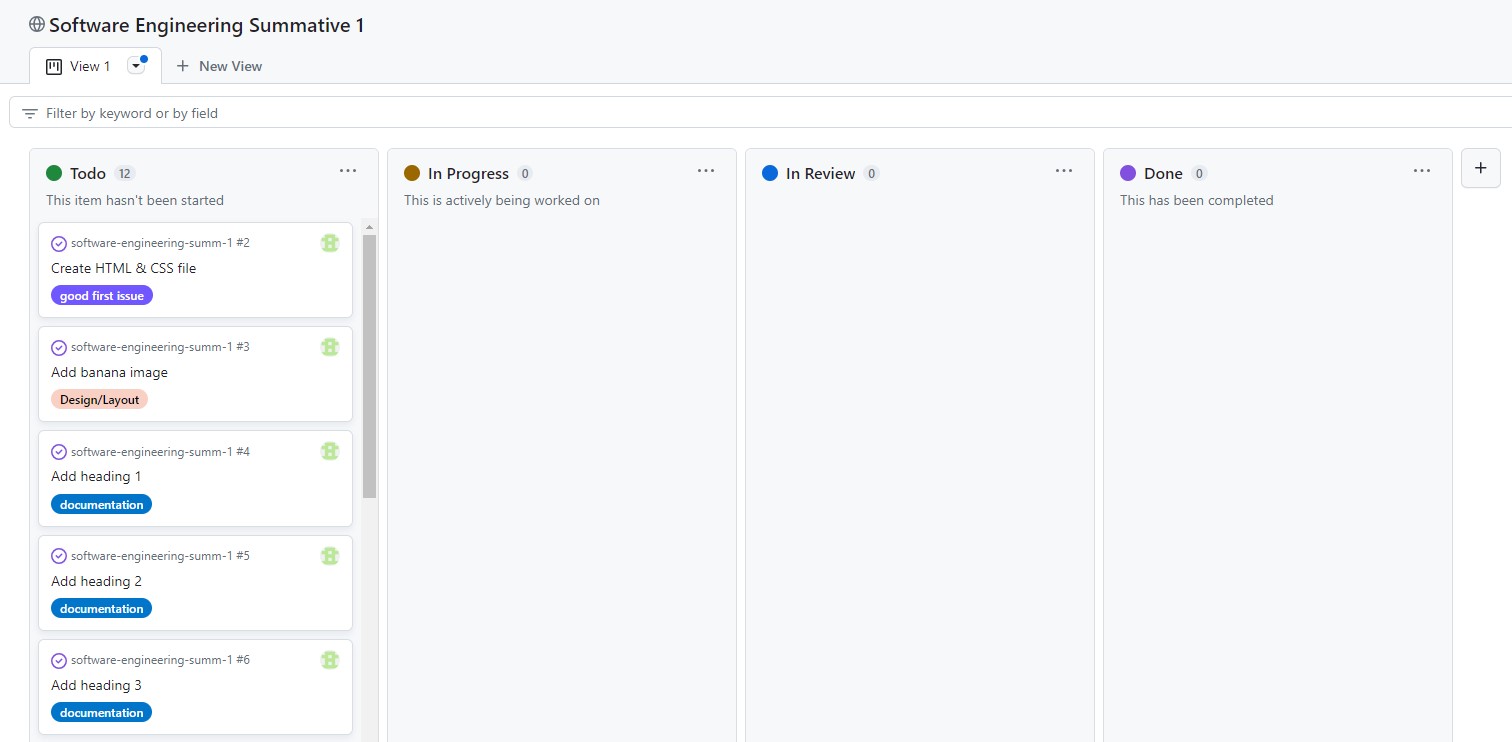 Software Engineering Summative 1
View 1
New View
Filter by keyword or by field
Todo 12
This item hasn't been started
software-engineering-summ-1 #2
Create HTML & CSS file
good first issue
software-engineering-summ-1 #3
Add banana image
Design/Layout
software-engineering-summ-1 #4
Add heading 1
documentation
software-engineering-summ-1 #5
Add heading 2
documentation
software-engineering-summ-1 #6
Add heading 3
documentation
In Progress 0
This is actively being worked on
In Review 0
Done 0
This has been completed